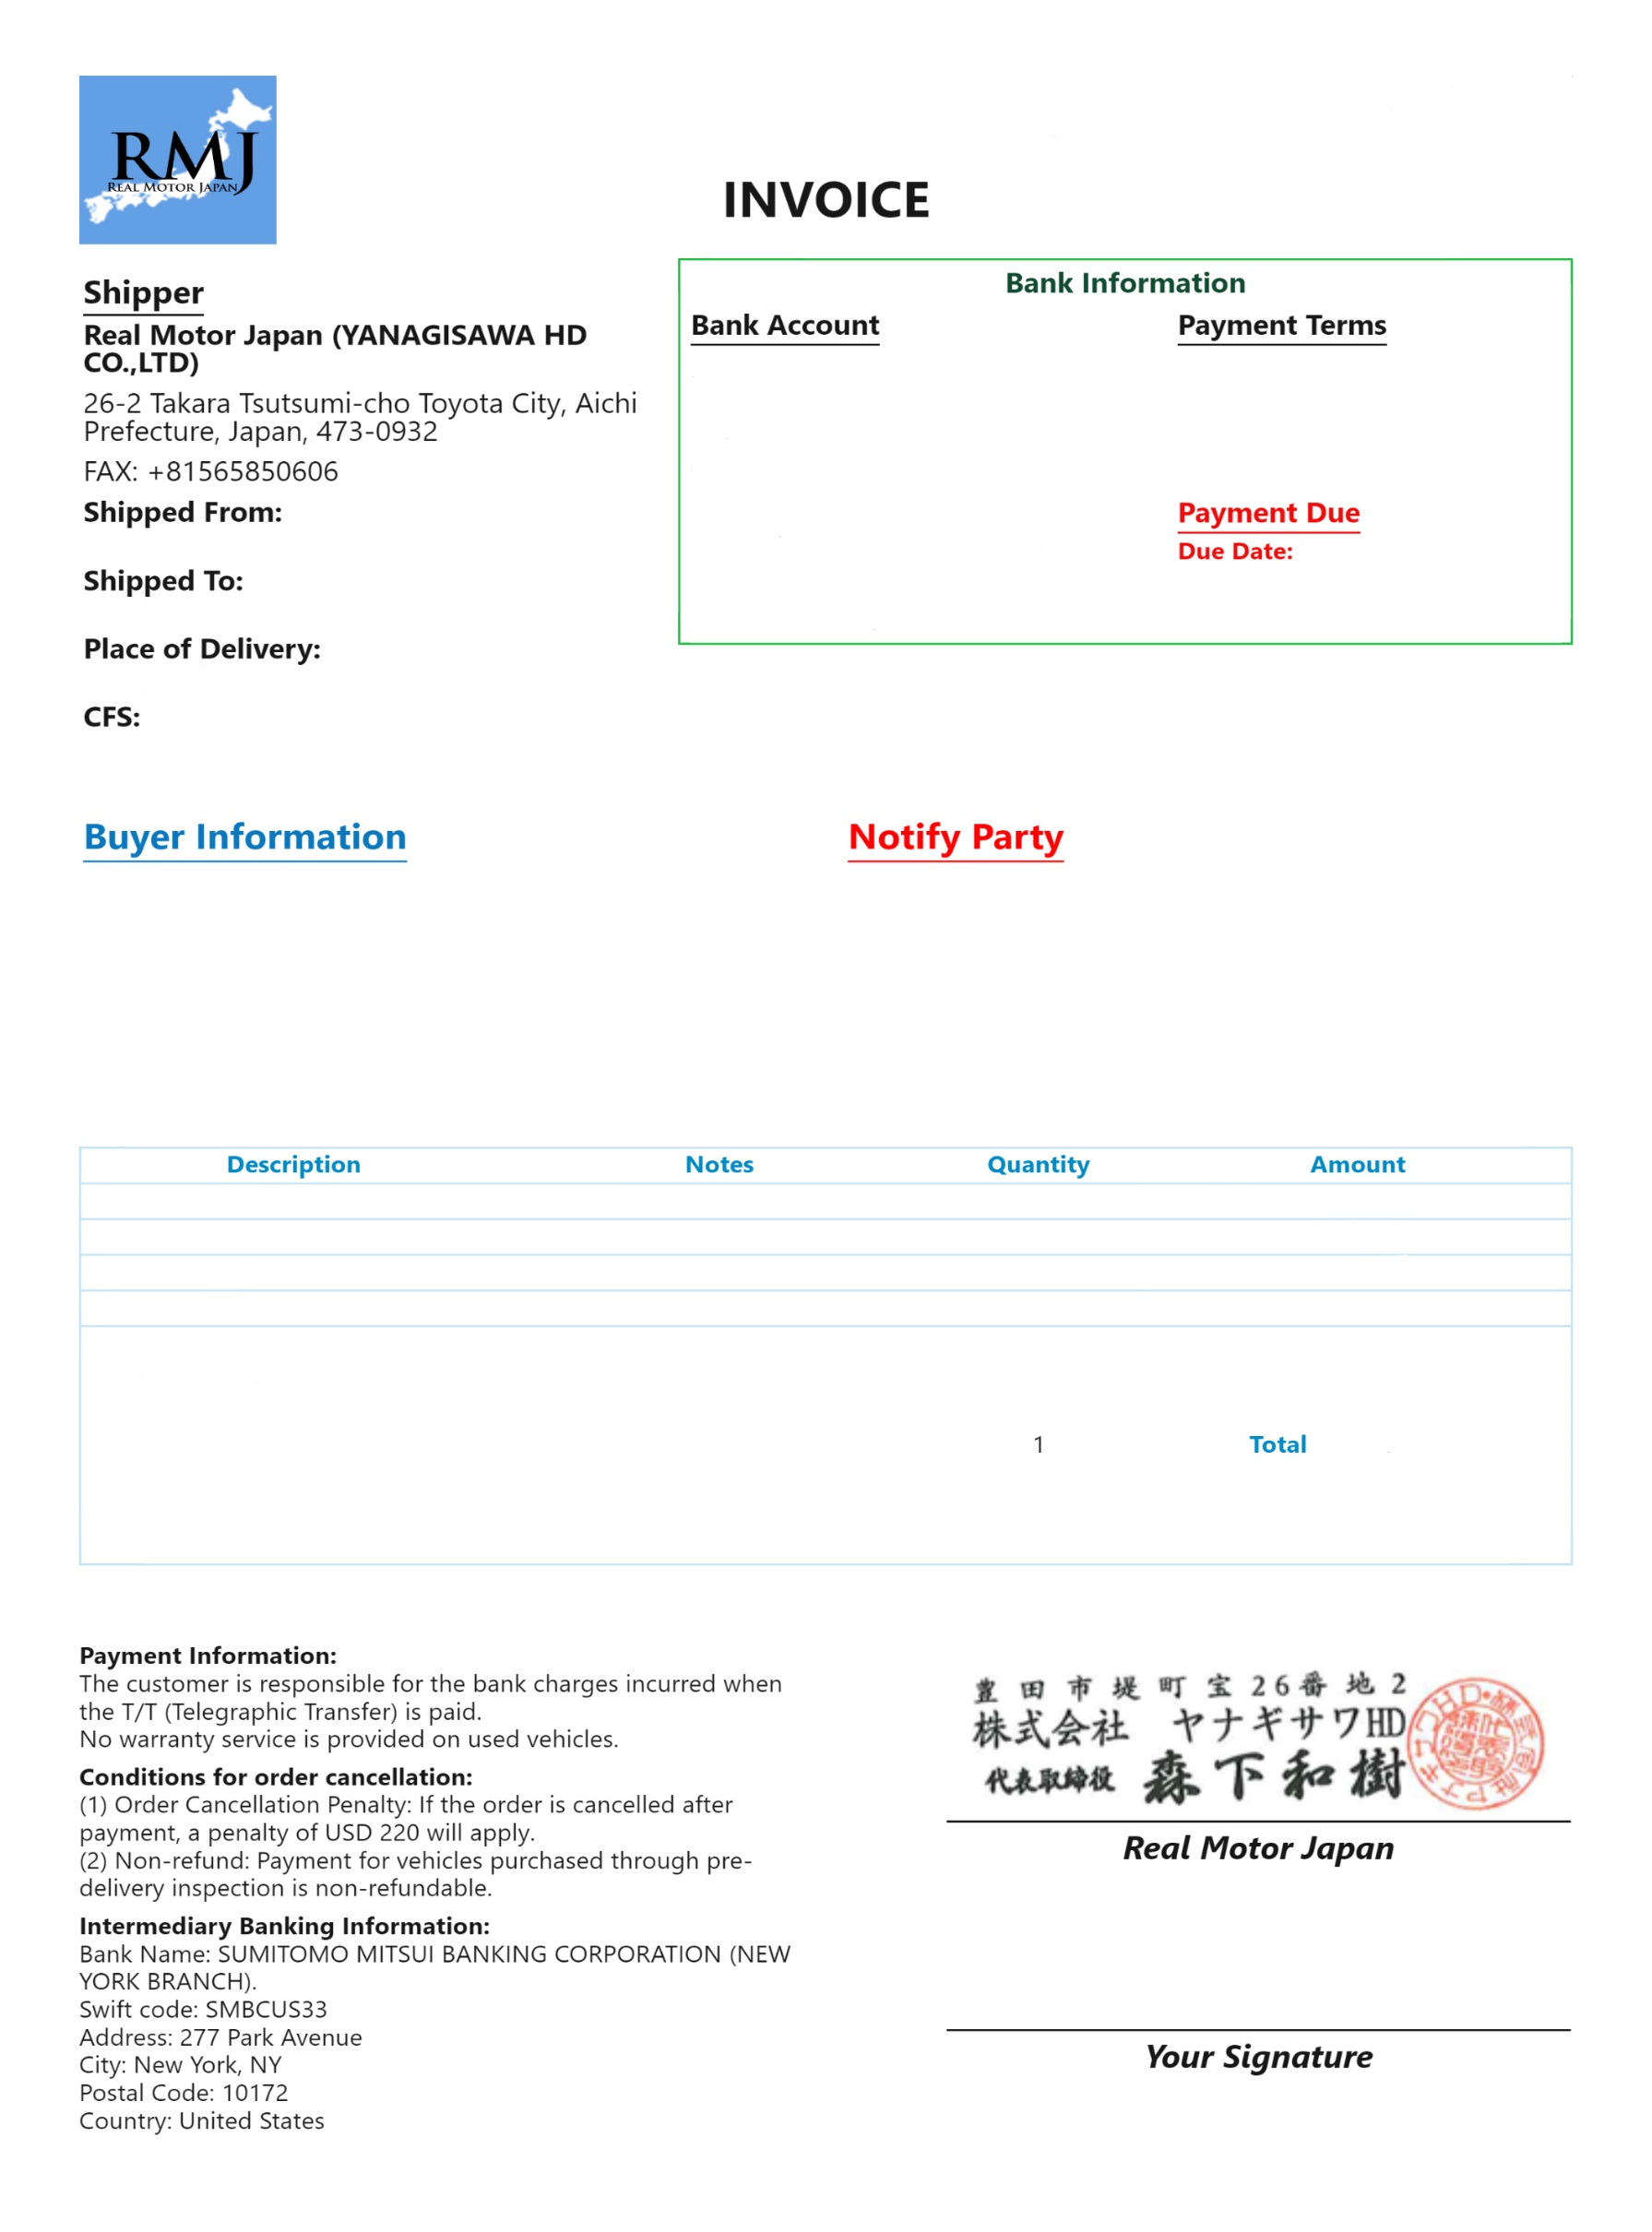 RMJ
REAL MOTOR JAPAN
INVOICE
Shipper
Real Motor Japan (YANAGISAWA HD
CO.,LTD)
26-2 Takara Tsutsumi-cho Toyota City, Aichi
Prefecture, Japan, 473-0932
FAX: +81565850606
Shipped From:
Shipped To:
Place of Delivery:
CFS:
Bank Information
Bank Account
Payment Terms
Payment Due
Due Date:
Buyer Information
Notify Party
Description Notes Quantity Amount
1 Total
Payment Information:
The customer is responsible for the bank charges incurred when
the T/T (Telegraphic Transfer) is paid.
No warranty service is provided on used vehicles.
Conditions for order cancellation:
(1) Order Cancellation Penalty: If the order is cancelled after
payment, a penalty of USD 220 will apply.
(2) Non-refund: Payment for vehicles purchased through pre-
delivery inspection is non-refundable.
Intermediary Banking Information:
Bank Name: SUMITOMO MITSUI BANKING CORPORATION (NEW
YORK BRANCH).
Swift code: SMBCUS33
Address: 277 Park Avenue
City: New York, NY
Postal Code: 10172
Country: United States
豊田市堤町宝26番地2
株式会社 ヤナギサワHD
代表取締役 森下和樹
Real Motor Japan
Your Signature